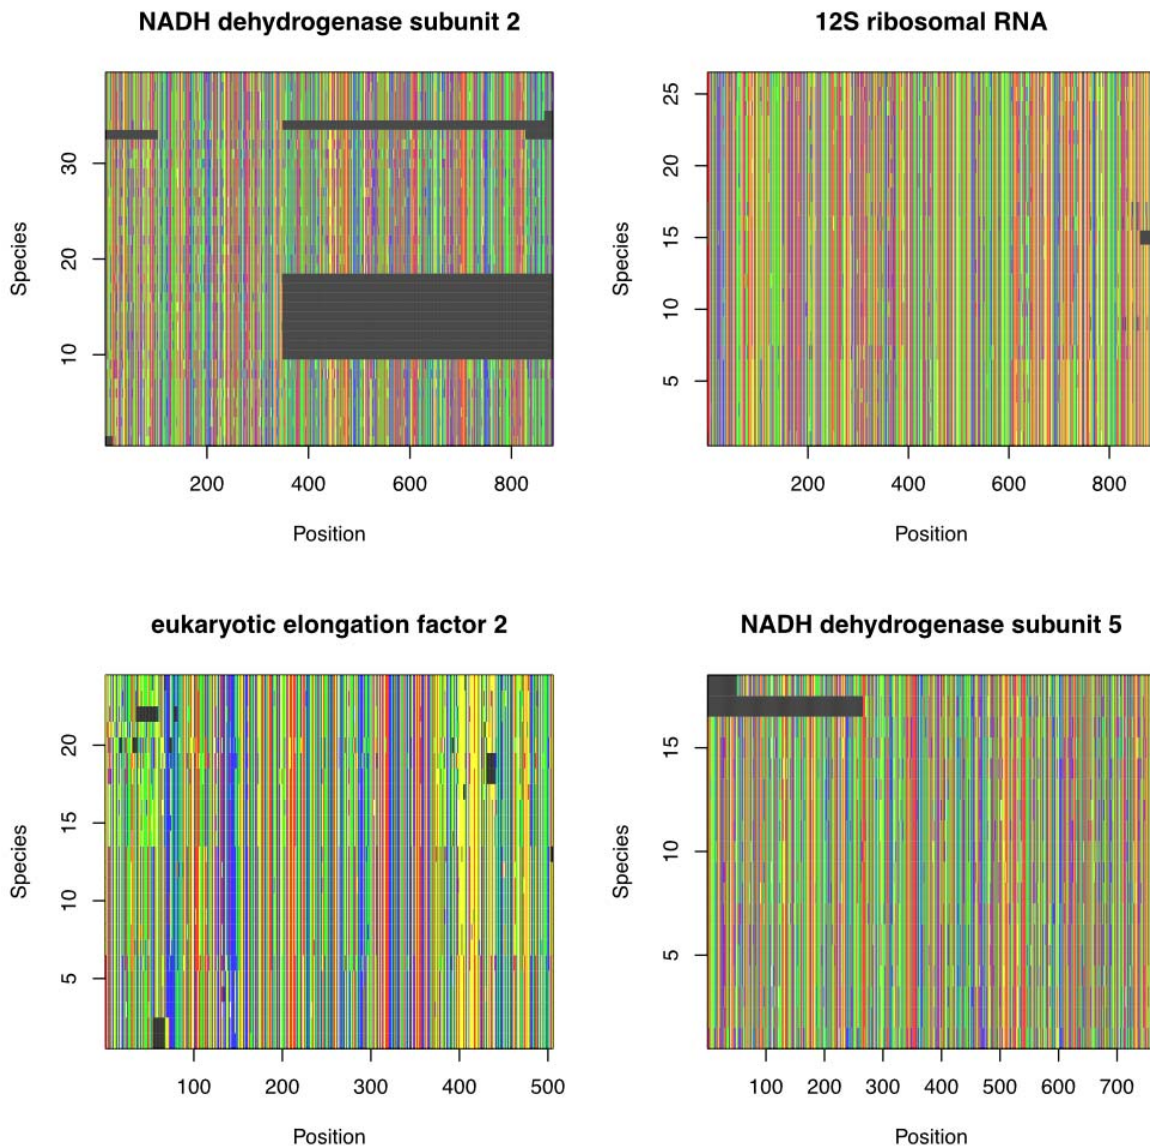 NADH dehydrogenase subunit 2
Species
10
20
30
200
400
600
800
Position
12S ribosomal RNA
Species
5
10
15
20
25
200
400
600
800
Position
eukaryotic elongation factor 2
Species
5
10
15
20
100
200
300
400
500
Position
NADH dehydrogenase subunit 5
Species
5
10
15
100
200
300
400
500
600
700
Position